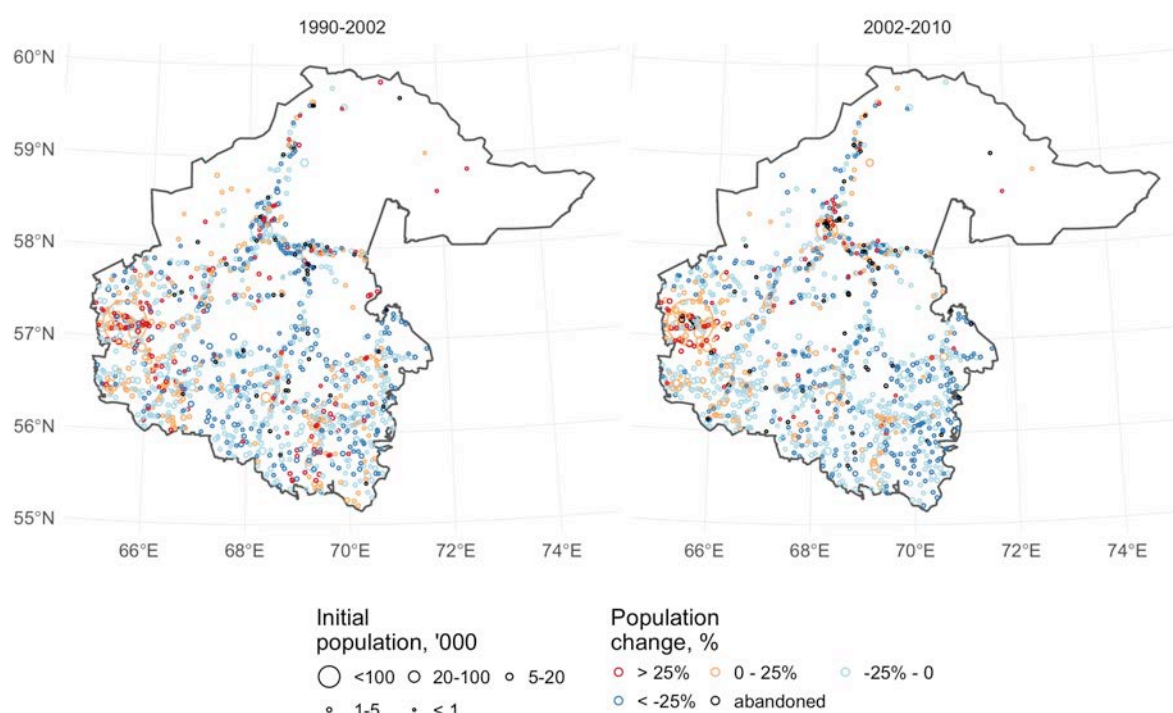 1990-2002
2002-2010
60°N
59°N
58°N
57°N
56°N
55°N
66°E 68°E 70°E 72°E 74°E 66°E 68°E 70°E 72°E 74°E
Initial
population, '000
<100 20-100 5-20
1-5 < 1
Population
change, %
> 25% 0 - 25% -25% - 0
< -25% abandoned